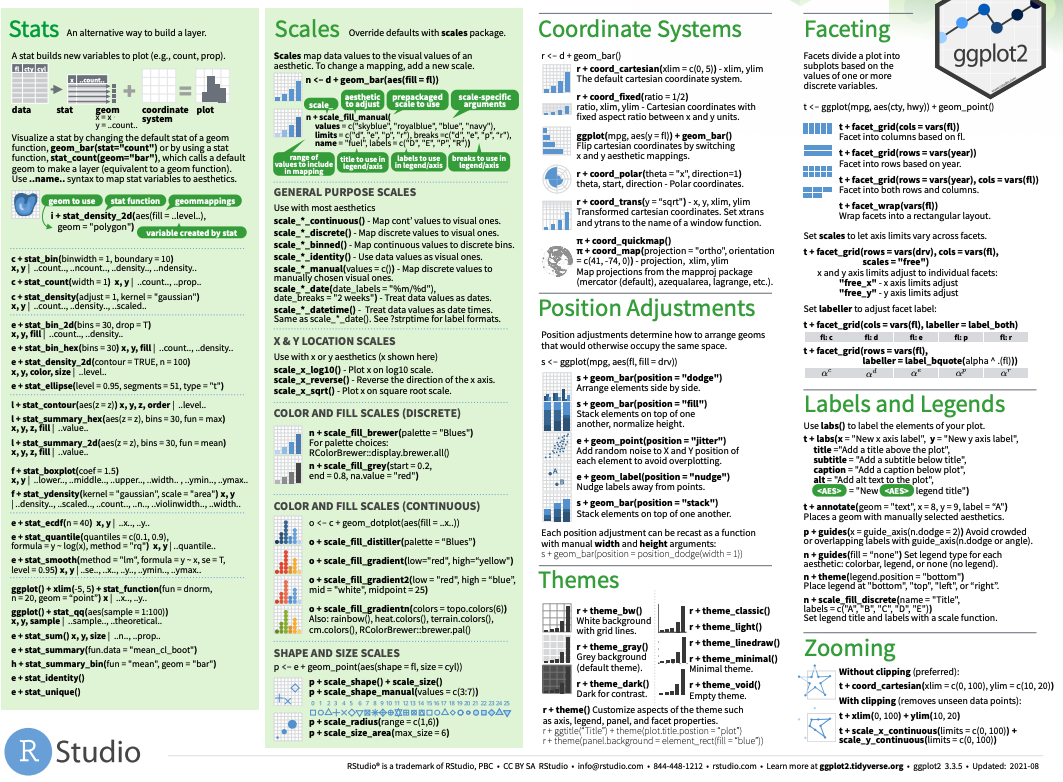 Stats An alternative way to build a layer.
A stat builds new variables to plot (e.g., count, prop).
fl cty cyl
x ..count..
data stat geom coordinate plot
x = x · system
y = ..count..
Visualize a stat by changing the default stat of a geom
function, geom_bar(stat="count") or by using a stat
function, stat_count(geom="bar"), which calls a default
geom to make a layer (equivalent to a geom function).
Use ..name.. syntax to map stat variables to aesthetics.
geom to use stat function geommappings
i + stat_density_2d(aes(fill = ..level..),
geom = "polygon")
variable created by stat
c + stat_bin(binwidth = 1, boundary = 10)
x, y | ..count.., ..ncount.., ..density.., ..ndensity..
c + stat_count(width = 1) x, y | ..count.., ..prop..
c + stat_density(adjust = 1, kernel = "gaussian")
x, y | ..count.., ..density.., ..scaled..
e + stat_bin_2d(bins = 30, drop = T)
x, y, fill | ..count.., ..density..
e + stat_bin_hex(bins = 30) x, y, fill | ..count.., ..density..
e + stat_density_2d(contour = TRUE, n = 100)
x, y, color, size | ..level..
e + stat_ellipse(level = 0.95, segments = 51, type = "t")
l + stat_contour(aes(z = z)) x, y, z, order | ..level..
l + stat_summary_hex(aes(z = z), bins = 30, fun = max)
x, y, z, fill | ..value..
l + stat_summary_2d(aes(z = z), bins = 30, fun = mean)
x, y, z, fill | ..value..
f + stat_boxplot(coef = 1.5)
x, y | ..lower.., ..middle.., ..upper.., ..width.. , ..ymin.., ..ymax..
f + stat_ydensity(kernel = "gaussian", scale = "area") x, y
| ..density.., ..scaled.., ..count.., ..n.., ..violinwidth.., ..width..
e + stat_ecdf(n = 40) x, y | ..x.., ..y..
e + stat_quantile(quantiles = c(0.1, 0.9),
formula = y ~ log(x), method = "rq") x, y | ..quantile..
e + stat_smooth(method = "lm", formula = y ~ x, se = T,
level = 0.95) x, y | ..se.., ..x.., ..y.., ..ymin.., ..ymax..
ggplot() + xlim(-5, 5) + stat_function(fun = dnorm,
n = 20, geom = “point”) x | ..x.., ..y..
ggplot() + stat_qq(aes(sample = 1:100))
x, y, sample | ..sample.., ..theoretical..
e + stat_sum() x, y, size | ..n.., ..prop..
e + stat_summary(fun.data = "mean_cl_boot")
h + stat_summary_bin(fun = "mean", geom = "bar")
e + stat_identity()
e + stat_unique()
Scales Override defaults with scales package.
Scales map data values to the visual values of an
aesthetic. To change a mapping, add a new scale.
n <- d + geom_bar(aes(fill = fl))
scale_ aesthetic to adjust prepackaged scale to use scale-specific arguments
n + scale_fill_manual(
values = c("skyblue", "royalblue", "blue", "navy"),
limits = c("d", "e", "p", "r"), breaks =c("d", "e", "p", "r"),
name = "fuel", labels = c("D", "E", "P", "R"))
range of values to include in mapping title to use in legend/axis labels to use in legend/axis breaks to use in legend/axis
GENERAL PURPOSE SCALES
Use with most aesthetics
scale_*_continuous() - Map cont’ values to visual ones.
scale_*_discrete() - Map discrete values to visual ones.
scale_*_binned() - Map continuous values to discrete bins.
scale_*_identity() - Use data values as visual ones.
scale_*_manual(values = c()) - Map discrete values to
manually chosen visual ones.
scale_*_date(date_labels = "%m/%d"),
date_breaks = "2 weeks") - Treat data values as dates.
scale_*_datetime() - Treat data values as date times.
Same as scale_*_date(). See ?strptime for label formats.
X & Y LOCATION SCALES
Use with x or y aesthetics (x shown here)
scale_x_log10() - Plot x on log10 scale.
scale_x_reverse() - Reverse the direction of the x axis.
scale_x_sqrt() - Plot x on square root scale.
COLOR AND FILL SCALES (DISCRETE)
n + scale_fill_brewer(palette = "Blues")
For palette choices:
RColorBrewer::display.brewer.all()
n + scale_fill_grey(start = 0.2,
end = 0.8, na.value = "red")
COLOR AND FILL SCALES (CONTINUOUS)
o <- c + geom_dotplot(aes(fill = ..x..))
o + scale_fill_distiller(palette = “Blues”)
o + scale_fill_gradient(low="red", high=“yellow")
o + scale_fill_gradient2(low = "red", high = “blue”,
mid = "white", midpoint = 25)
o + scale_fill_gradientn(colors = topo.colors(6))
Also: rainbow(), heat.colors(), terrain.colors(),
cm.colors(), RColorBrewer::brewer.pal()
SHAPE AND SIZE SCALES
p <- e + geom_point(aes(shape = fl, size = cyl))
p + scale_shape() + scale_size()
p + scale_shape_manual(values = c(3:7))
0 1 2 3 4 5 6 7 8 9 10 11 12 13 14 15 16 17 18 19 20 21 22 23 24 25
p + scale_radius(range = c(1,6))
p + scale_size_area(max_size = 6)
Coordinate Systems
r <- d + geom_bar()
r + coord_cartesian(xlim = c(0, 5)) - xlim, ylim
The default cartesian coordinate system.
r + coord_fixed(ratio = 1/2)
ratio, xlim, ylim - Cartesian coordinates with
fixed aspect ratio between x and y units.
ggplot(mpg, aes(y = fl)) + geom_bar()
Flip cartesian coordinates by switching
x and y aesthetic mappings.
r + coord_polar(theta = "x", direction=1)
theta, start, direction - Polar coordinates.
r + coord_trans(y = “sqrt") - x, y, xlim, ylim
Transformed cartesian coordinates. Set xtrans
and ytrans to the name of a window function.
π + coord_quickmap()
π + coord_map(projection = "ortho", orientation
= c(41, -74, 0)) - projection, xlim, ylim
Map projections from the mapproj package
(mercator (default), azequalarea, lagrange, etc.).
Position Adjustments
Position adjustments determine how to arrange geoms
that would otherwise occupy the same space.
s <- ggplot(mpg, aes(fl, fill = drv))
s + geom_bar(position = "dodge")
Arrange elements side by side.
s + geom_bar(position = "fill")
Stack elements on top of one
another, normalize height.
e + geom_point(position = "jitter")
Add random noise to X and Y position of
each element to avoid overplotting.
A
B
e + geom_label(position = "nudge")
Nudge labels away from points.
s + geom_bar(position = "stack")
Stack elements on top of one another.
Each position adjustment can be recast as a function
with manual width and height arguments:
s + geom_bar(position = position_dodge(width = 1))
Themes
r + theme_bw()
White background
with grid lines.
r + theme_gray()
Grey background
(default theme).
r + theme_dark()
Dark for contrast.
r + theme_classic()
r + theme_light()
r + theme_linedraw()
r + theme_minimal()
Minimal theme.
r + theme_void()
Empty theme.
r + theme() Customize aspects of the theme such
as axis, legend, panel, and facet properties.
r + ggtitle(“Title”) + theme(plot.title.postion = “plot”)
r + theme(panel.background = element_rect(fill = “blue”))
Faceting
ggplot2
Facets divide a plot into
subplots based on the
values of one or more
discrete variables.
t <- ggplot(mpg, aes(cty, hwy)) + geom_point()
t + facet_grid(cols = vars(fl))
Facet into columns based on fl.
t + facet_grid(rows = vars(year))
Facet into rows based on year.
t + facet_grid(rows = vars(year), cols = vars(fl))
Facet into both rows and columns.
t + facet_wrap(vars(fl))
Wrap facets into a rectangular layout.
Set scales to let axis limits vary across facets.
t + facet_grid(rows = vars(drv), cols = vars(fl),
scales = "free")
x and y axis limits adjust to individual facets:
"free_x" - x axis limits adjust
"free_y" - y axis limits adjust
Set labeller to adjust facet label:
t + facet_grid(cols = vars(fl), labeller = label_both)
fl: c fl: d fl: e fl: p fl: r
t + facet_grid(rows = vars(fl),
labeller = label_bquote(alpha ^ .(fl)))
α^c α^d α^e α^p α^r
Labels and Legends
Use labs() to label the elements of your plot.
t + labs(x = "New x axis label", y = "New y axis label",
title ="Add a title above the plot",
subtitle = "Add a subtitle below title",
caption = "Add a caption below plot",
alt = "Add alt text to the plot",
<AES> = "New <AES> legend title")
t + annotate(geom = "text", x = 8, y = 9, label = “A")
Places a geom with manually selected aesthetics.
p + guides(x = guide_axis(n.dodge = 2)) Avoid crowded
or overlapping labels with guide_axis(n.dodge or angle).
n + guides(fill = “none") Set legend type for each
aesthetic: colorbar, legend, or none (no legend).
n + theme(legend.position = "bottom")
Place legend at "bottom", "top", "left", or “right”.
n + scale_fill_discrete(name = "Title",
labels = c("A", "B", "C", "D", "E"))
Set legend title and labels with a scale function.
Zooming
Without clipping (preferred):
t + coord_cartesian(xlim = c(0, 100), ylim = c(10, 20))
With clipping (removes unseen data points):
t + xlim(0, 100) + ylim(10, 20)
t + scale_x_continuous(limits = c(0, 100)) +
scale_y_continuous(limits = c(0, 100))
R Studio
RStudio® is a trademark of RStudio, PBC • CC BY SA RStudio • info@rstudio.com • 844-448-1212 • rstudio.com • Learn more at ggplot2.tidyverse.org • ggplot2 3.3.5 • Updated: 2021-08